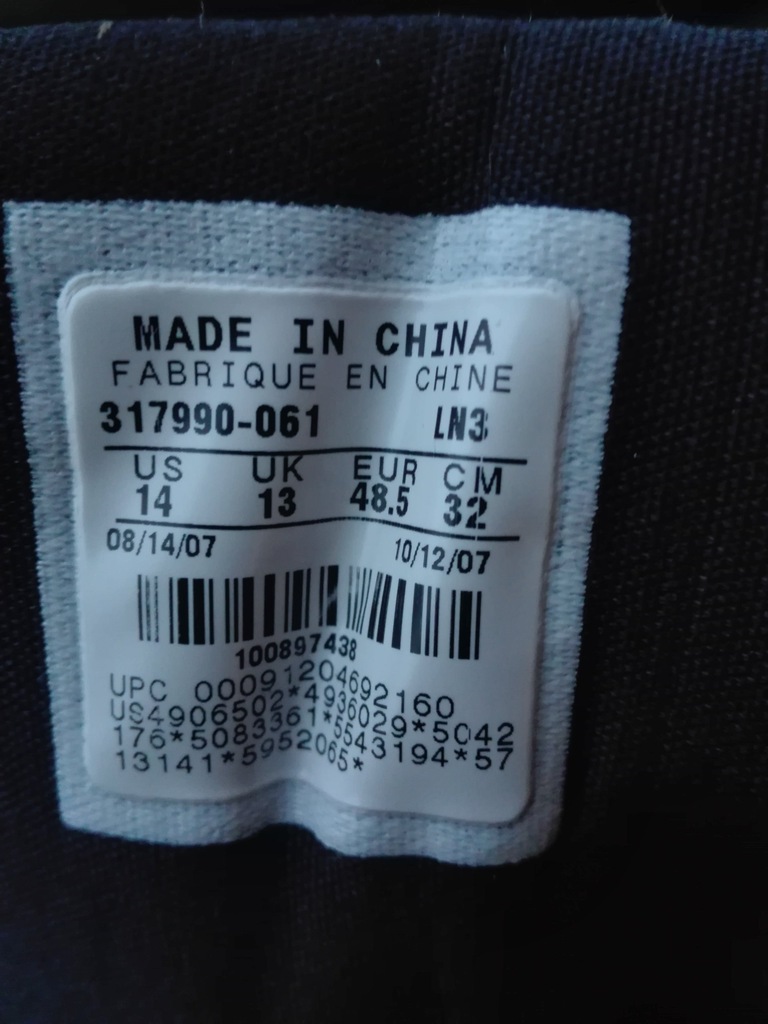 MADE IN CHINA
FABRIQUE EN CHINE
317990-061 LN3
US UK EUR CM
14 13 48.5 32
08/14/07 10/12/07
100897438
UPC 00091204692160
US4906502*4936029*5042
176*5083361*5543194*57
13141*5952065*